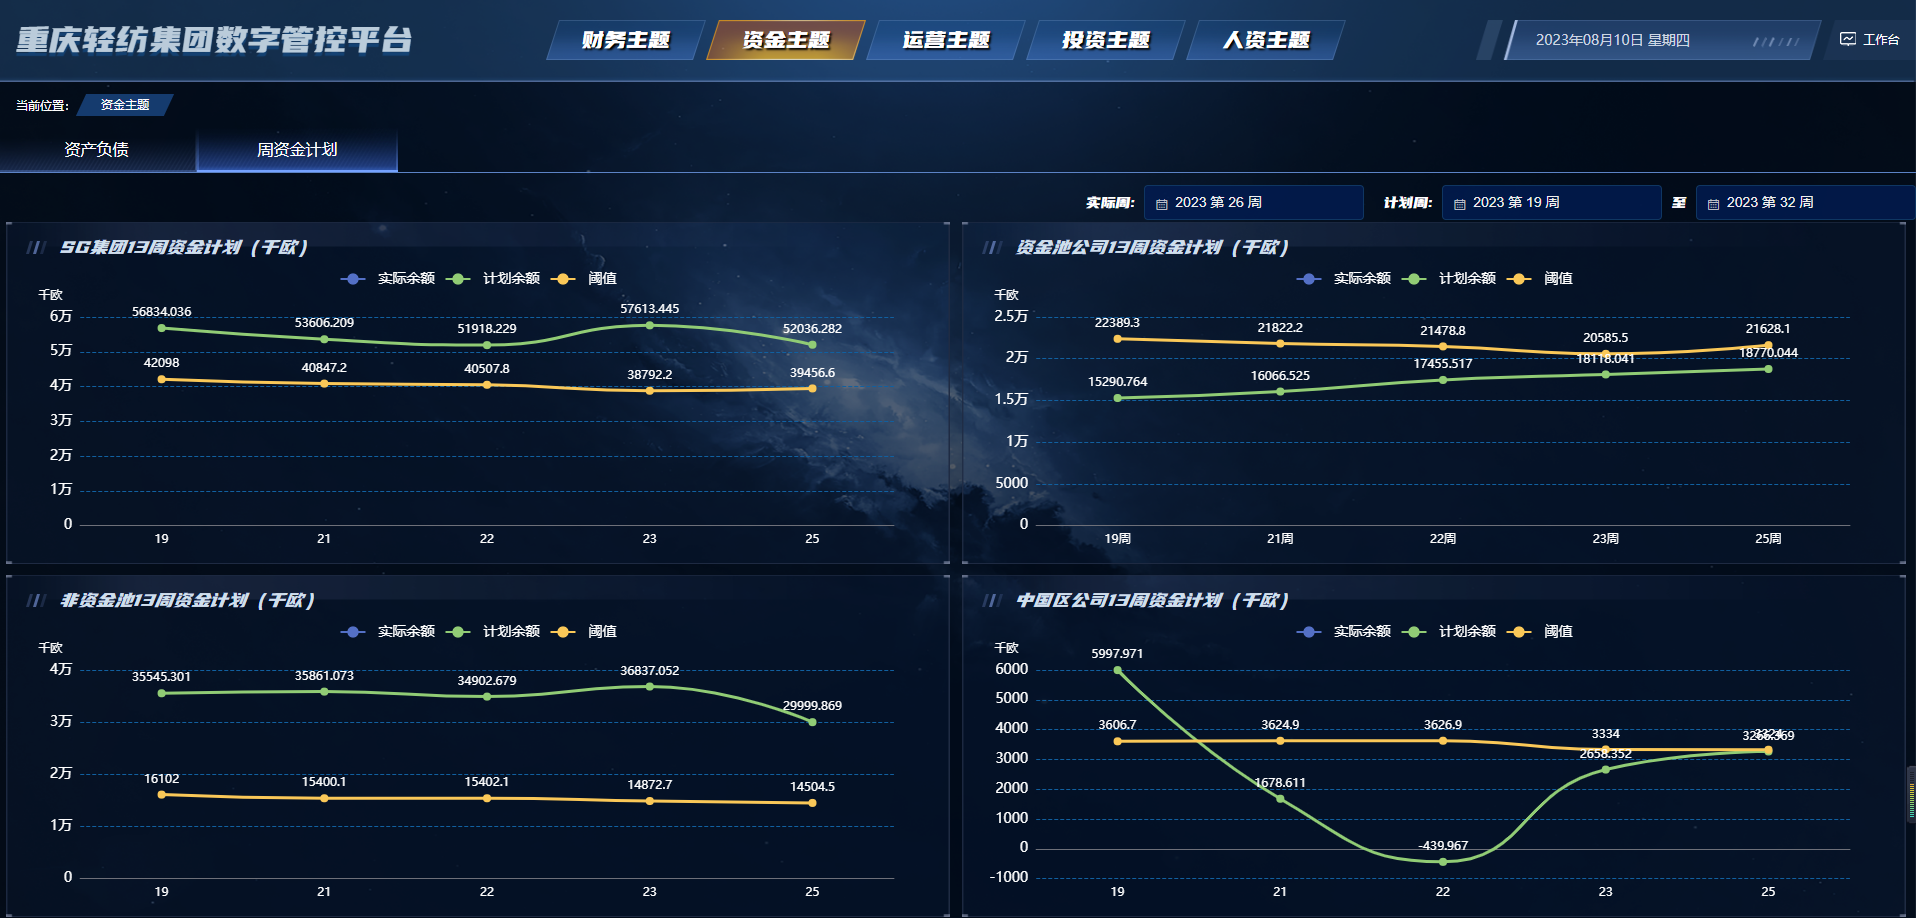 重庆轻纺集团数字管控平台
财务主题
资金主题
运营主题
投资主题
人资主题
2023年08月10日 星期四
工作台
当前位置:
资金主题
资产负债
周资金计划
实际周:
2023 第 26 周
计划周:
2023 第 19 周
至
2023 第 32 周
SG集团13周资金计划（千欧）
实际余额
计划余额
阈值
千欧
6万
5万
4万
3万
2万
1万
0
56834.036
53606.209
51918.229
57613.445
52036.282
42098
40847.2
40507.8
38792.2
39456.6
19
21
22
23
25
资金池公司13周资金计划（千欧）
实际余额
计划余额
阈值
千欧
2.5万
2万
1.5万
1万
5000
0
22389.3
21822.2
21478.8
20585.5
21628.1
15290.764
16066.525
17455.517
18118.041
18770.044
19周
21周
22周
23周
25周
非资金池13周资金计划（千欧）
实际余额
计划余额
阈值
千欧
4万
3万
2万
1万
0
35545.301
35861.073
34902.679
36837.052
29999.869
16102
15400.1
15402.1
14872.7
14504.5
19
21
22
23
25
中国区公司13周资金计划（千欧）
实际余额
计划余额
阈值
千欧
6000
5000
4000
3000
2000
1000
0
-1000
5997.971
3606.7
3624.9
3626.9
3334
1678.611
-439.967
2658.352
19
21
22
23
25